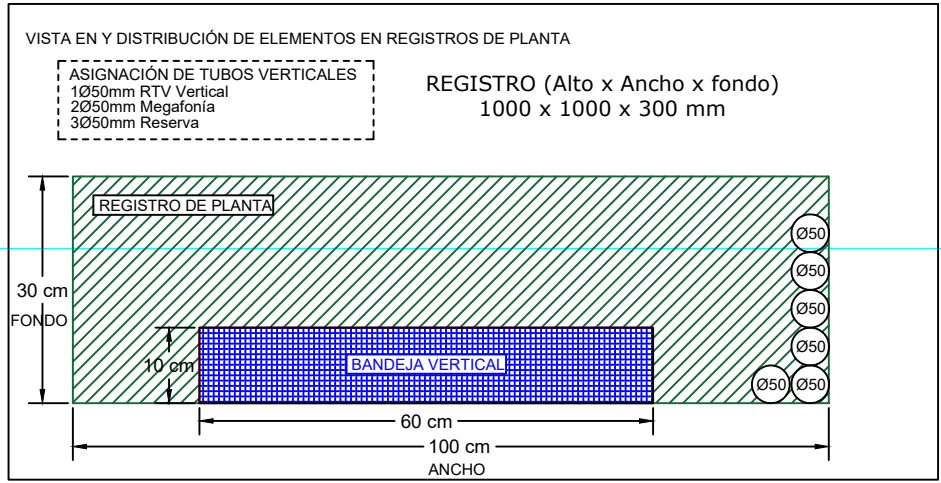 VISTA EN Y DISTRIBUCIÓN DE ELEMENTOS EN REGISTROS DE PLANTA
ASIGNACIÓN DE TUBOS VERTICALES
1Ø50mm RTV Vertical
2Ø50mm Megafonía
3Ø50mm Reserva
REGISTRO (Alto x Ancho x fondo)
1000 x 1000 x 300 mm
REGISTRO DE PLANTA
Ø50
Ø50
Ø50
Ø50
Ø50 Ø50
30 cm
FONDO
10 cm
BANDEJA VERTICAL
60 cm
100 cm
ANCHO